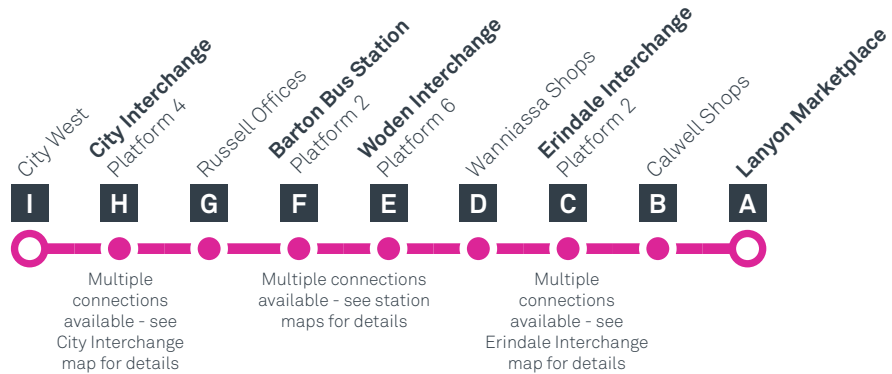 City West
City Interchange
Platform 4
Russell Offices
Barton Bus Station
Platform 2
Woden Interchange
Platform 6
Wanniassa Shops
Erindale Interchange
Platform 2
Calwell Shops
Lanyon Marketplace
I
H
G
F
E
D
C
B
A
Multiple
connections
available - see
City Interchange
map for details
Multiple connections
available - see station
maps for details
Multiple
connections
available - see
Erindale Interchange
map for details